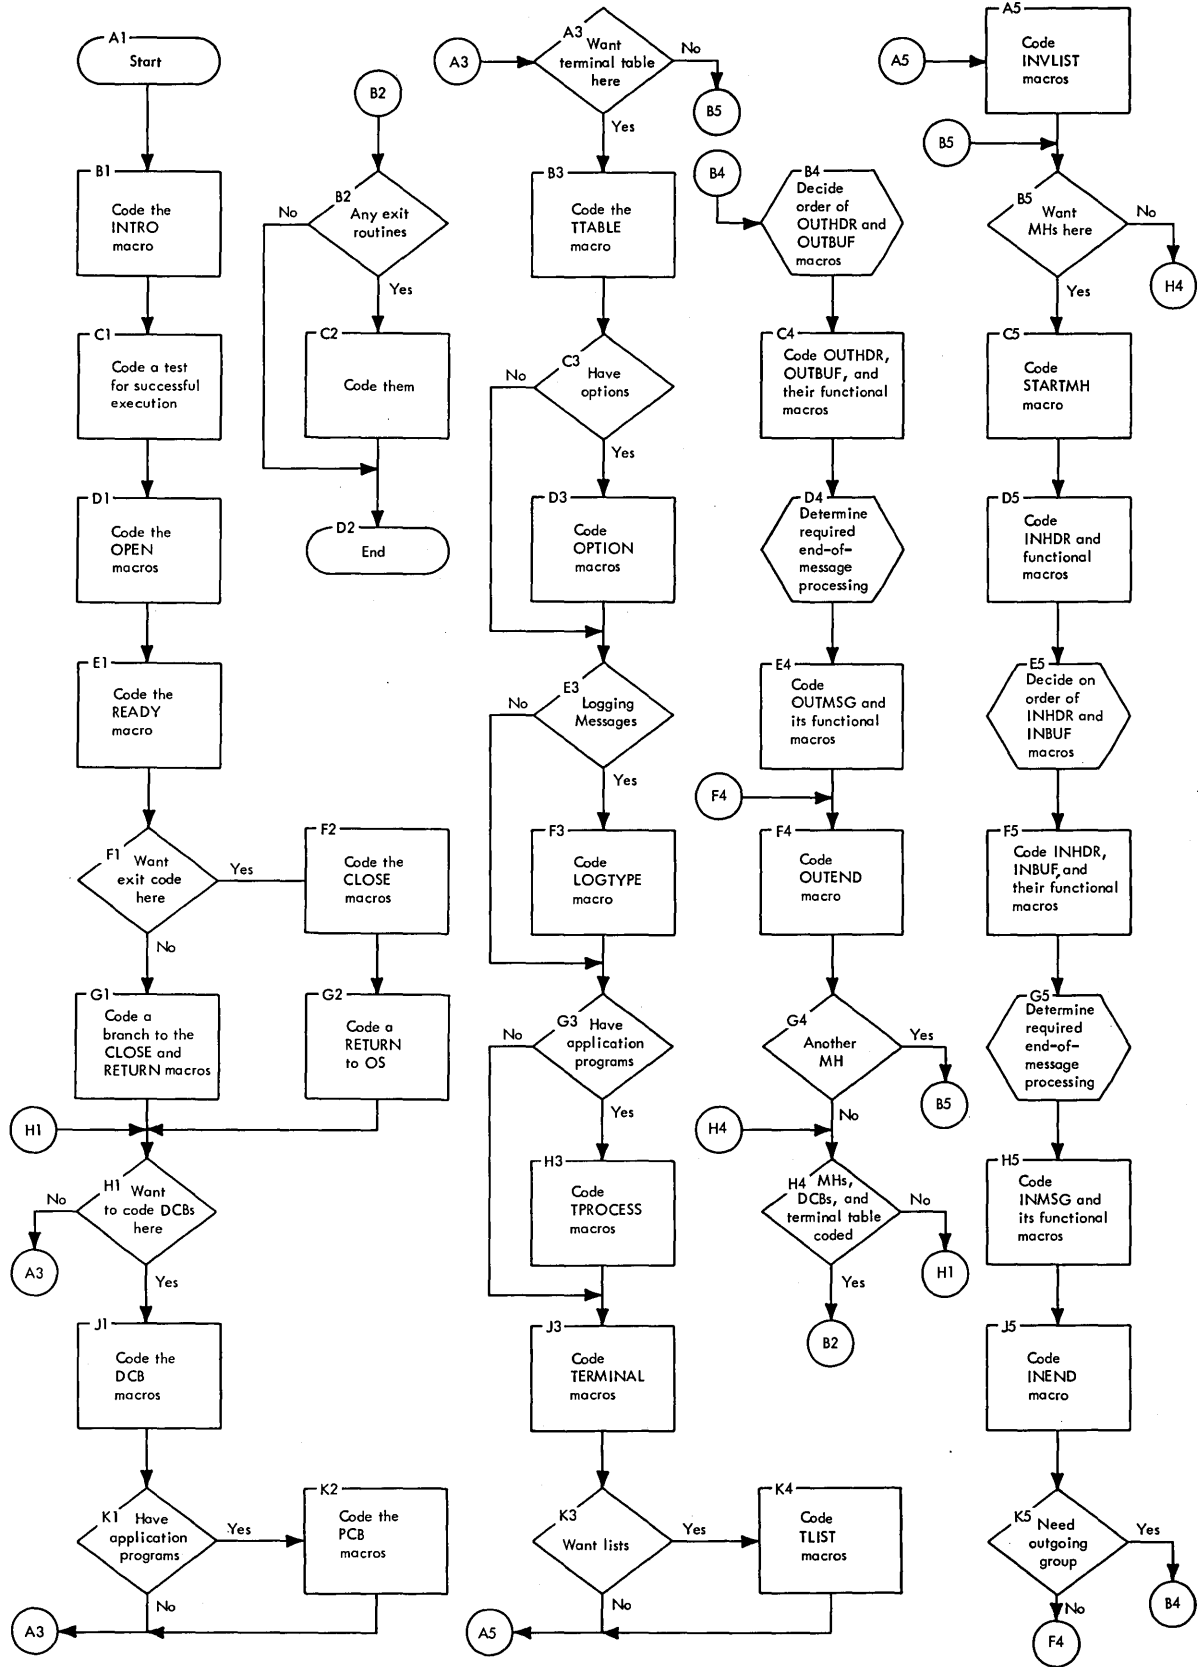 A1
Start
B1
Code the
INTRO
macro
C1
Code a test
for successful
execution
D1
Code the
OPEN
macros
E1
Code the
READY
macro
F1
Want
exit code
here
Yes
No
G1
Code a
branch to the
CLOSE and
RETURN macros
H1
H1
Want
to code DCBs
here
No
A3
Yes
J1
Code the
DCB
macros
K1
Have
application
programs
Yes
No
A3
B2
B2
Any exit
routines
No
Yes
C2
Code them
D2
End
F2
Code the
CLOSE
macros
G2
Code a
RETURN
to OS
K2
Code the
PCB
macros
A3
A3
Want
terminal table
here
No
B5
Yes
B3
Code the
TTABLE
macro
C3
Have
options
No
Yes
D3
Code
OPTION
macros
E3
Logging
Messages
No
Yes
F3
Code
LOGTYPE
macro
G3
Have
application
programs
No
Yes
H3
Code
TPROCESS
macros
J3
Code
TERMINAL
macros
K3
Want lists
Yes
No
A5
B4
B4
Decide
order of
OUTHDR and
OUTBUF
macros
C4
Code OUTHDR,
OUTBUF, and
their functional
macros
D4
Determine
required
end-of-
message
processing
E4
Code
OUTMSG and
its functional
macros
F4
F4
Code
OUTEND
macro
G4
Another
MH
Yes
B5
No
H4
H4
MHs,
DCBs, and
terminal table
coded
No
H1
Yes
B2
K4
Code
TLIST
macros
A5
A5
Code
INVLIST
macros
B5
B5
Want
MHs here
No
H4
Yes
C5
Code
STARTMH
macro
D5
Code
INHDR and
functional
macros
E5
Decide on
order of
INHDR and
INBUF
macros
F5
Code INHDR,
INBUF, and
their functional
macros
G5
Determine
required
end-of-
message
processing
H5
Code
INMSG and
its functional
macros
J5
Code
INEND
macro
K5
Need
outgoing
group
Yes
B4
No
F4